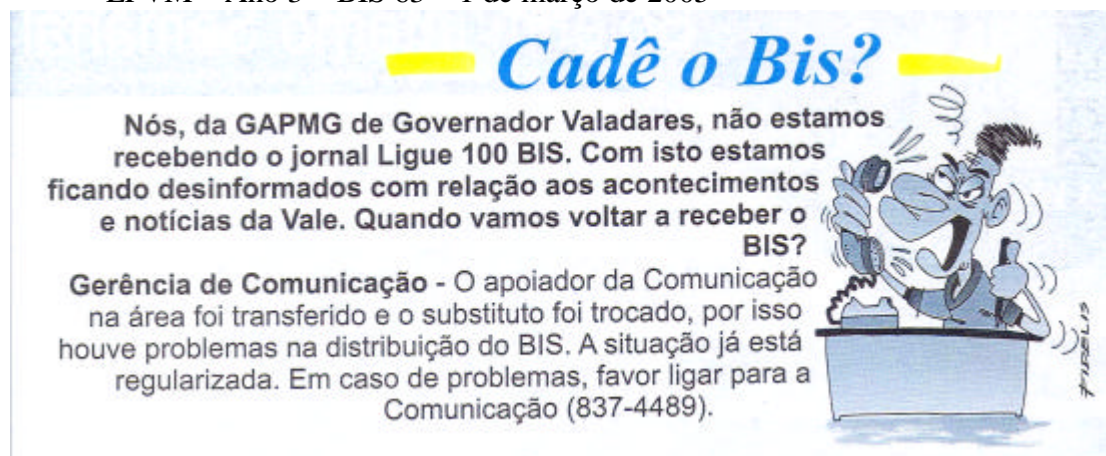 Cadê o Bis?
Nós, da GAPMG de Governador Valadares, não estamos
recebendo o jornal Ligue 100 BIS. Com isto estamos
ficando desinformados com relação aos acontecimentos
e notícias da Vale. Quando vamos voltar a receber o
BIS?
Gerência de Comunicação - O apoiador da Comunicação
na área foi transferido e o substituto foi trocado, por isso
houve problemas na distribuição do BIS. A situação já está
regularizada. Em caso de problemas, favor ligar para a
Comunicação (837-4489).
FIRELIS